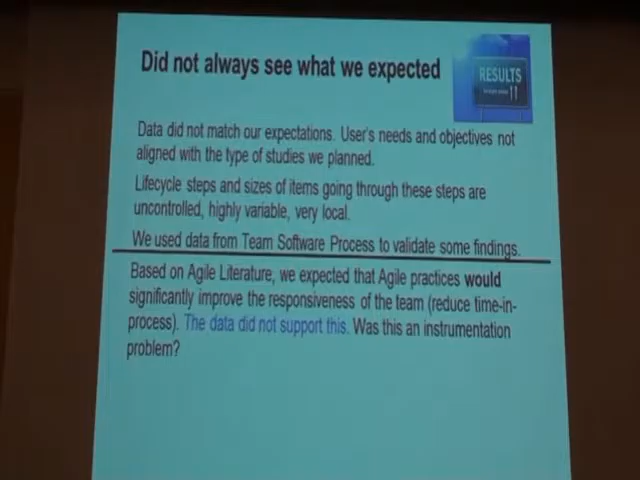 Did not always see what we expected
RESULTS
Data did not match our expectations. User's needs and objectives not
aligned with the type of studies we planned.
Lifecycle steps and sizes of items going through these steps are
uncontrolled, highly variable, very local.
We used data from Team Software Process to validate some findings.
Based on Agile Literature, we expected that Agile practices would
significantly improve the responsiveness of the team (reduce time-in-
process). The data did not support this. Was this an instrumentation
problem?